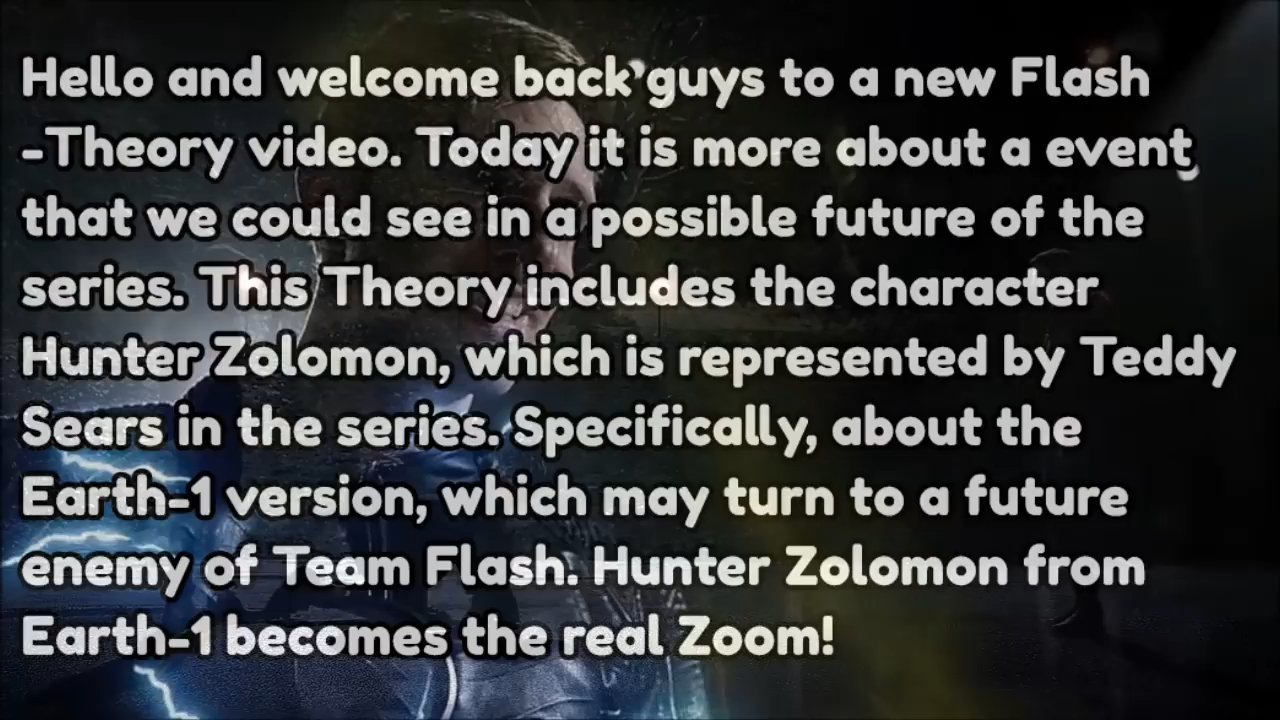 Hello and welcome back'guys to a new Flash
-Theory video. Today it is more about a event
that we could see in a possible future of the
series. This Theory includes the character
Hunter Zolomon, which is represented by Teddy
Sears in the series. Specifically, about the
Earth-1 version, which may turn to a future
enemy of Team Flash. Hunter Zolomon from
Earth-1 becomes the real Zoom!